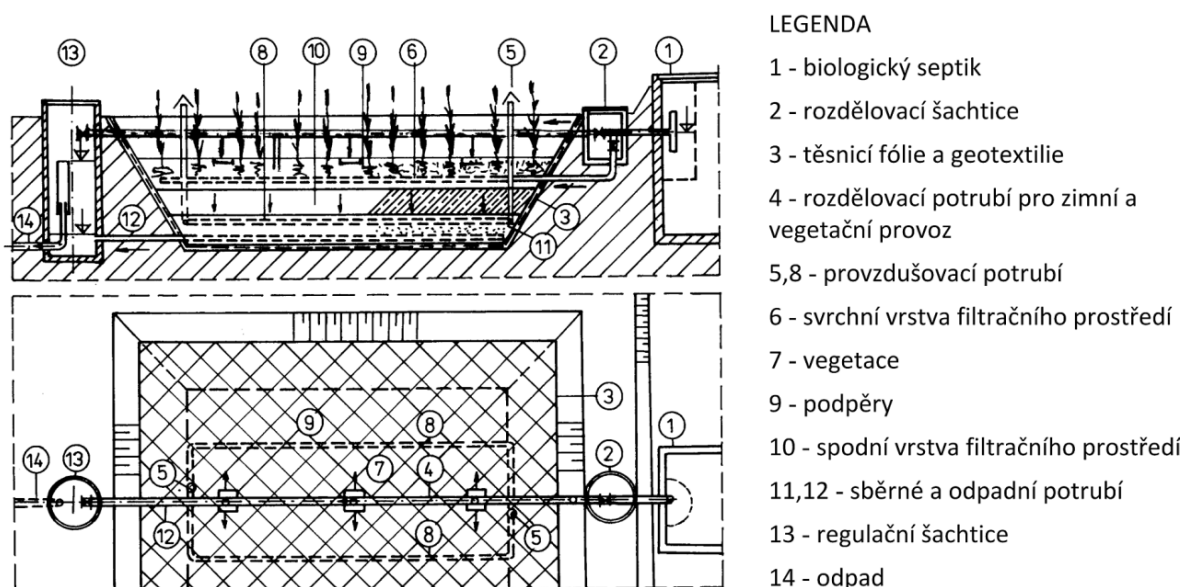 13 8 10 9 6 5 2 1
14 12 3
11
9 8 3 1
14 13 5 7 4 2
12 8 5
LEGENDA
1 - biologický septik
2 - rozdělovací šachtice
3 - těsnicí fólie a geotextilie
4 - rozdělovací potrubí pro zimní a
vegetační provoz
5,8 - provzdušovací potrubí
6 - svrchní vrstva filtračního prostředí
7 - vegetace
9 - podpěry
10 - spodní vrstva filtračního prostředí
11,12 - sběrné a odpadní potrubí
13 - regulační šachtice
14 - odpad